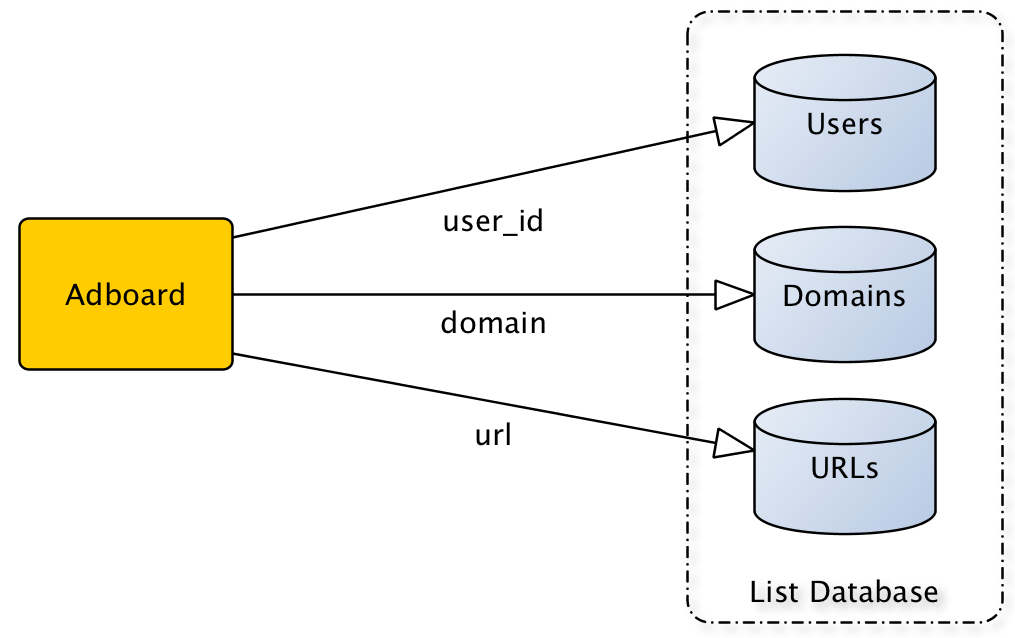 Users
user_id
Adboard
Domains
domain
url
URLs
List Database